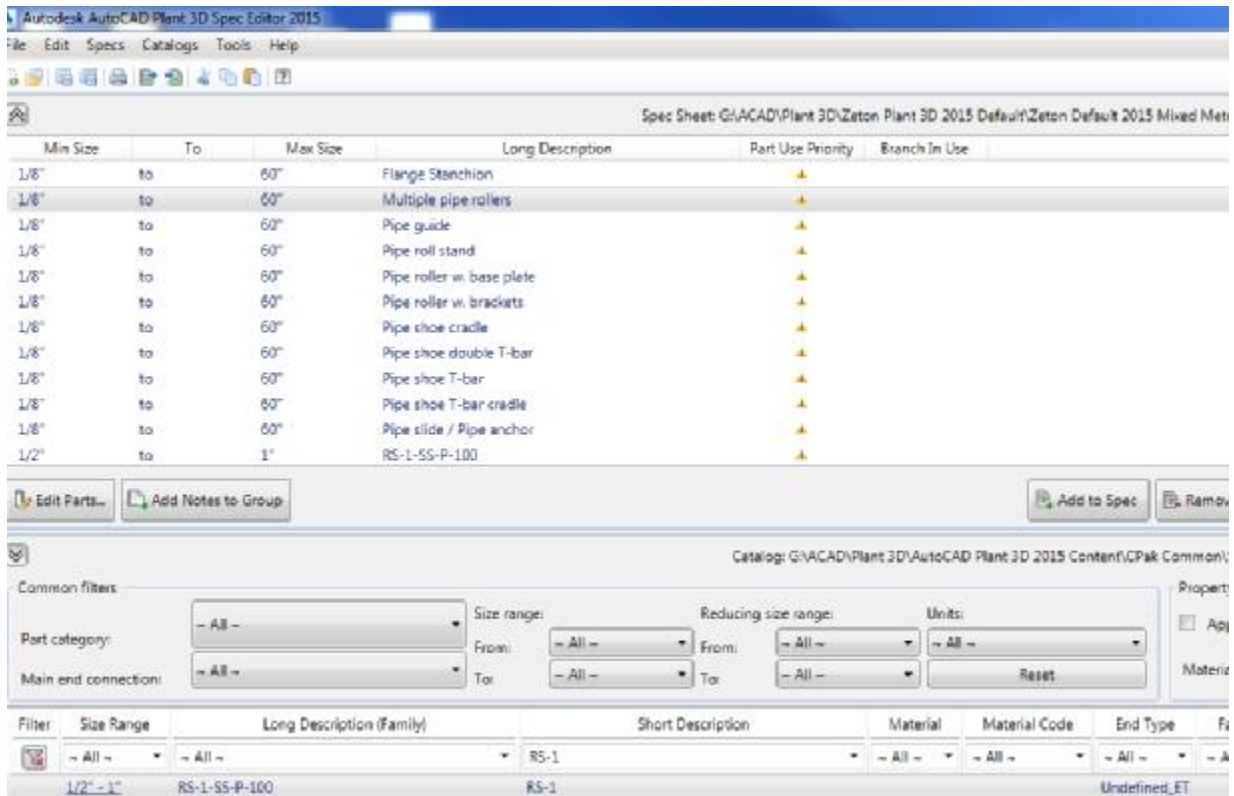 Autodesk AutoCAD Plant 3D Spec Editor 2015
File Edit Specs Catalogs Tools Help
Spec Sheet: G:\ACAD\Plant 3D\Zeton Plant 3D 2015 Default\Zeton Default 2015 Mixed Metr
Min Size To Max Size Long Description Part Use Priority Branch In Use
1/8" to 60" Flange Stanchion
1/8" to 60" Multiple pipe rollers
1/8" to 60" Pipe guide
1/8" to 60" Pipe roll stand
1/8" to 60" Pipe roller w. base plate
1/8" to 60" Pipe roller w. brackets
1/8" to 60" Pipe shoe cradle
1/8" to 60" Pipe shoe double T-bar
1/8" to 60" Pipe shoe T-bar
1/8" to 60" Pipe shoe T-bar cradle
1/8" to 60" Pipe slide / Pipe anchor
1/2" to 1" RS-1-SS-P-100
Edit Parts... Add Notes to Group Add to Spec Remov
Catalog: G:\ACAD\Plant 3D\AutoCAD Plant 3D 2015 Content\CPak Common\
Common filters Property
Part category: -- All -- Size range: Reducing size range: Units:
From: -- All -- From: -- All -- -- All -- App
Main end connection: -- All -- To: -- All -- To: -- All -- Reset Materia
Filter Size Range Long Description (Family) Short Description Material Material Code End Type Fa
-- All -- -- All -- RS-1 -- All -- -- All -- -- All -- -- A
1/2" - 1" RS-1-SS-P-100 RS-1 Undefined_ET